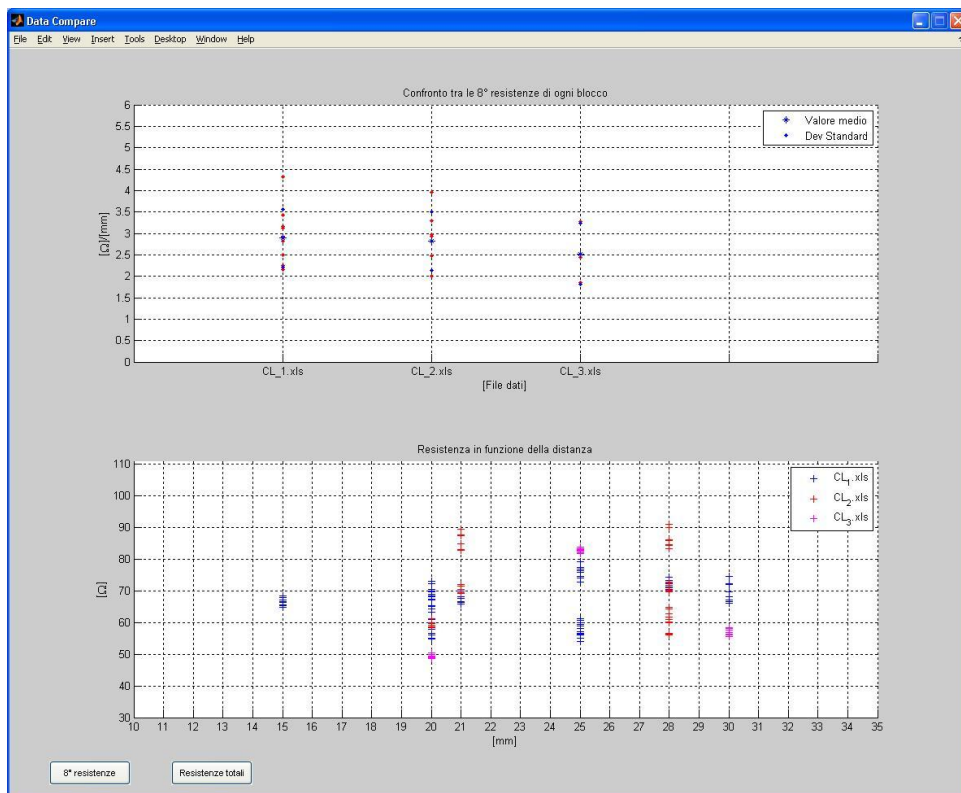 Data Compare
File Edit View Insert Tools Desktop Window Help
Confronto tra le 8° resistenze di ogni blocco
Valore medio
Dev Standard
6
5.5
5
4.5
4
3.5
3
2.5
2
1.5
1
0.5
0
[Ω]/[mm]
CL_1.xls CL_2.xls CL_3.xls
[File dati]
Resistenza in funzione della distanza
CL1.xls
CL2.xls
CL3.xls
110
100
90
80
70
60
50
40
30
[Ω]
10 11 12 13 14 15 16 17 18 19 20 21 22 23 24 25 26 27 28 29 30 31 32 33 34 35
[mm]
8° resistenze Resistenze totali